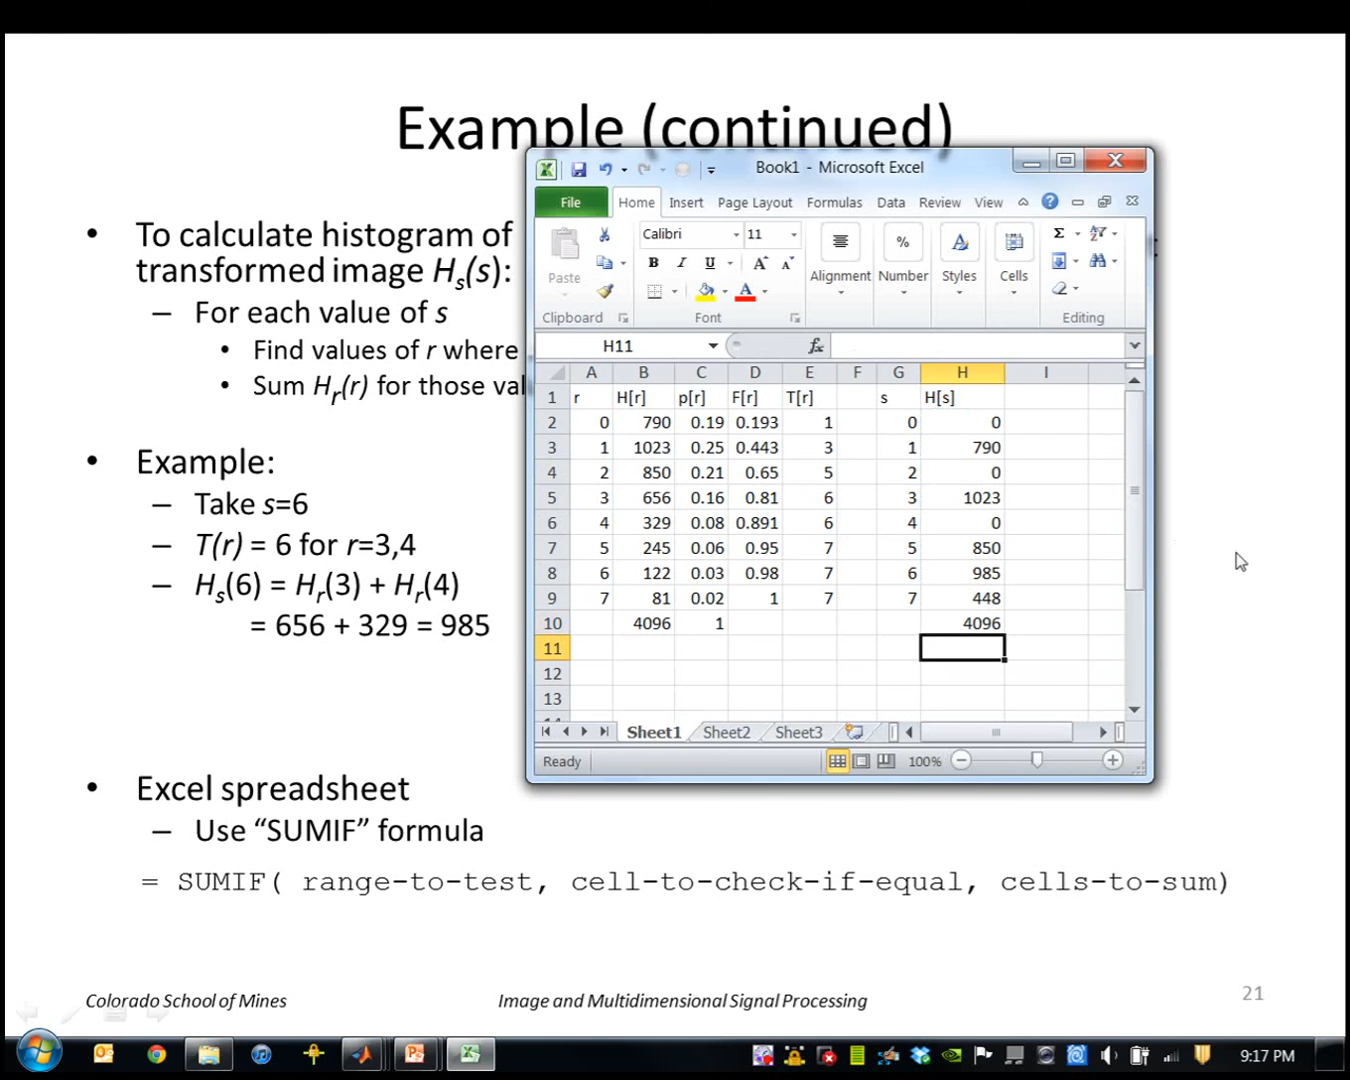 Example (continued)
• To calculate histogram of
transformed image Hs(s):
– For each value of s
• Find values of r where
• Sum Hr(r) for those val
• Example:
– Take s=6
– T(r) = 6 for r=3,4
– Hs(6) = Hr(3) + Hr(4)
= 656 + 329 = 985
• Excel spreadsheet
– Use “SUMIF” formula
= SUMIF( range-to-test, cell-to-check-if-equal, cells-to-sum)
Book1 - Microsoft Excel
File Home Insert Page Layout Formulas Data Review View
Calibri 11
Paste B I U A A A
Alignment Number Styles Cells
%
Clipboard Font Editing
H11 fx
A B C D E F G H I
1 r H[r] p[r] F[r] T[r] s H[s]
2 0 790 0.19 0.193 1 0 0
3 1 1023 0.25 0.443 3 1 790
4 2 850 0.21 0.65 5 2 0
5 3 656 0.16 0.81 6 3 1023
6 4 329 0.08 0.891 6 4 0
7 5 245 0.06 0.95 7 5 850
8 6 122 0.03 0.98 7 6 985
9 7 81 0.02 1 7 7 448
10 4096 1 4096
11
12
13
Sheet1 Sheet2 Sheet3
Ready 100%
Colorado School of Mines Image and Multidimensional Signal Processing 21
9:17 PM